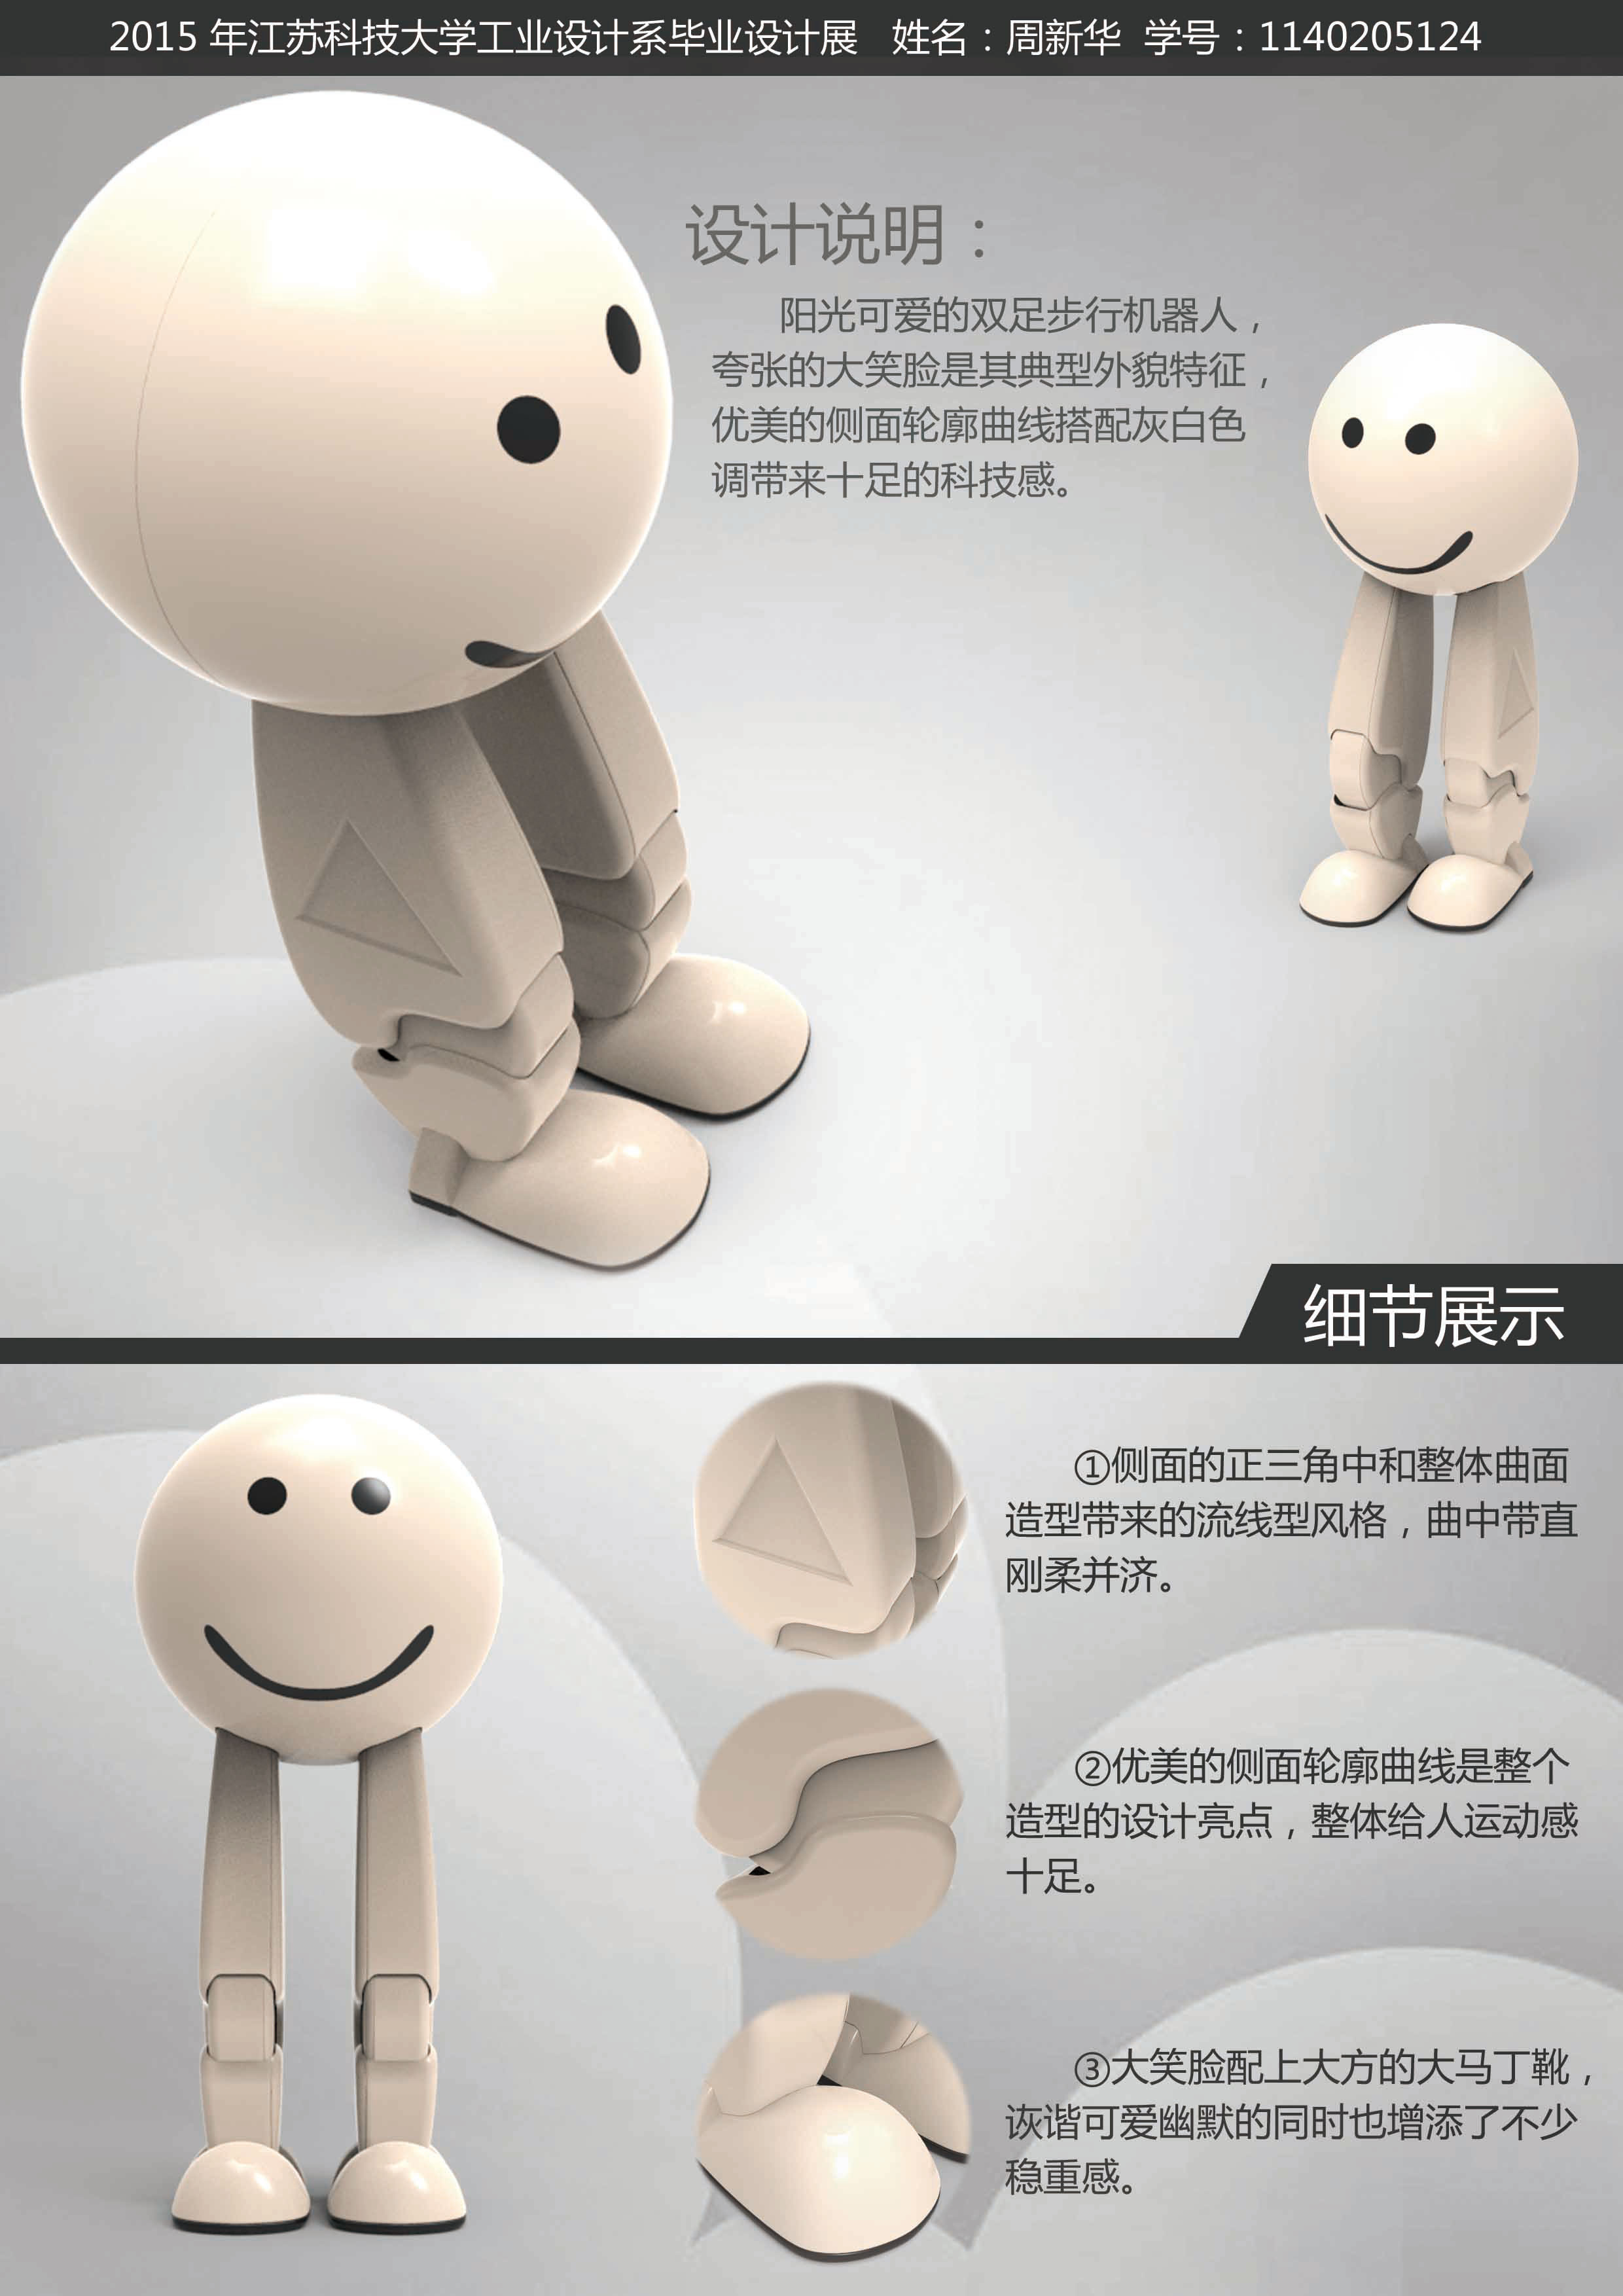 2015 年江苏科技大学工业设计系毕业设计展 姓名：周新华 学号：1140205124
设计说明：
阳光可爱的双足步行机器人，
夸张的大笑脸是其典型外貌特征，
优美的侧面轮廓曲线搭配灰白色
调带来十足的科技感。
细节展示
①侧面的正三角中和整体曲面
造型带来的流线型风格，曲中带直
刚柔并济。
②优美的侧面轮廓曲线是整个
造型的设计亮点，整体给人运动感
十足。
③大笑脸配上大方的大马丁靴，
诙谐可爱幽默的同时也增添了不少
稳重感。